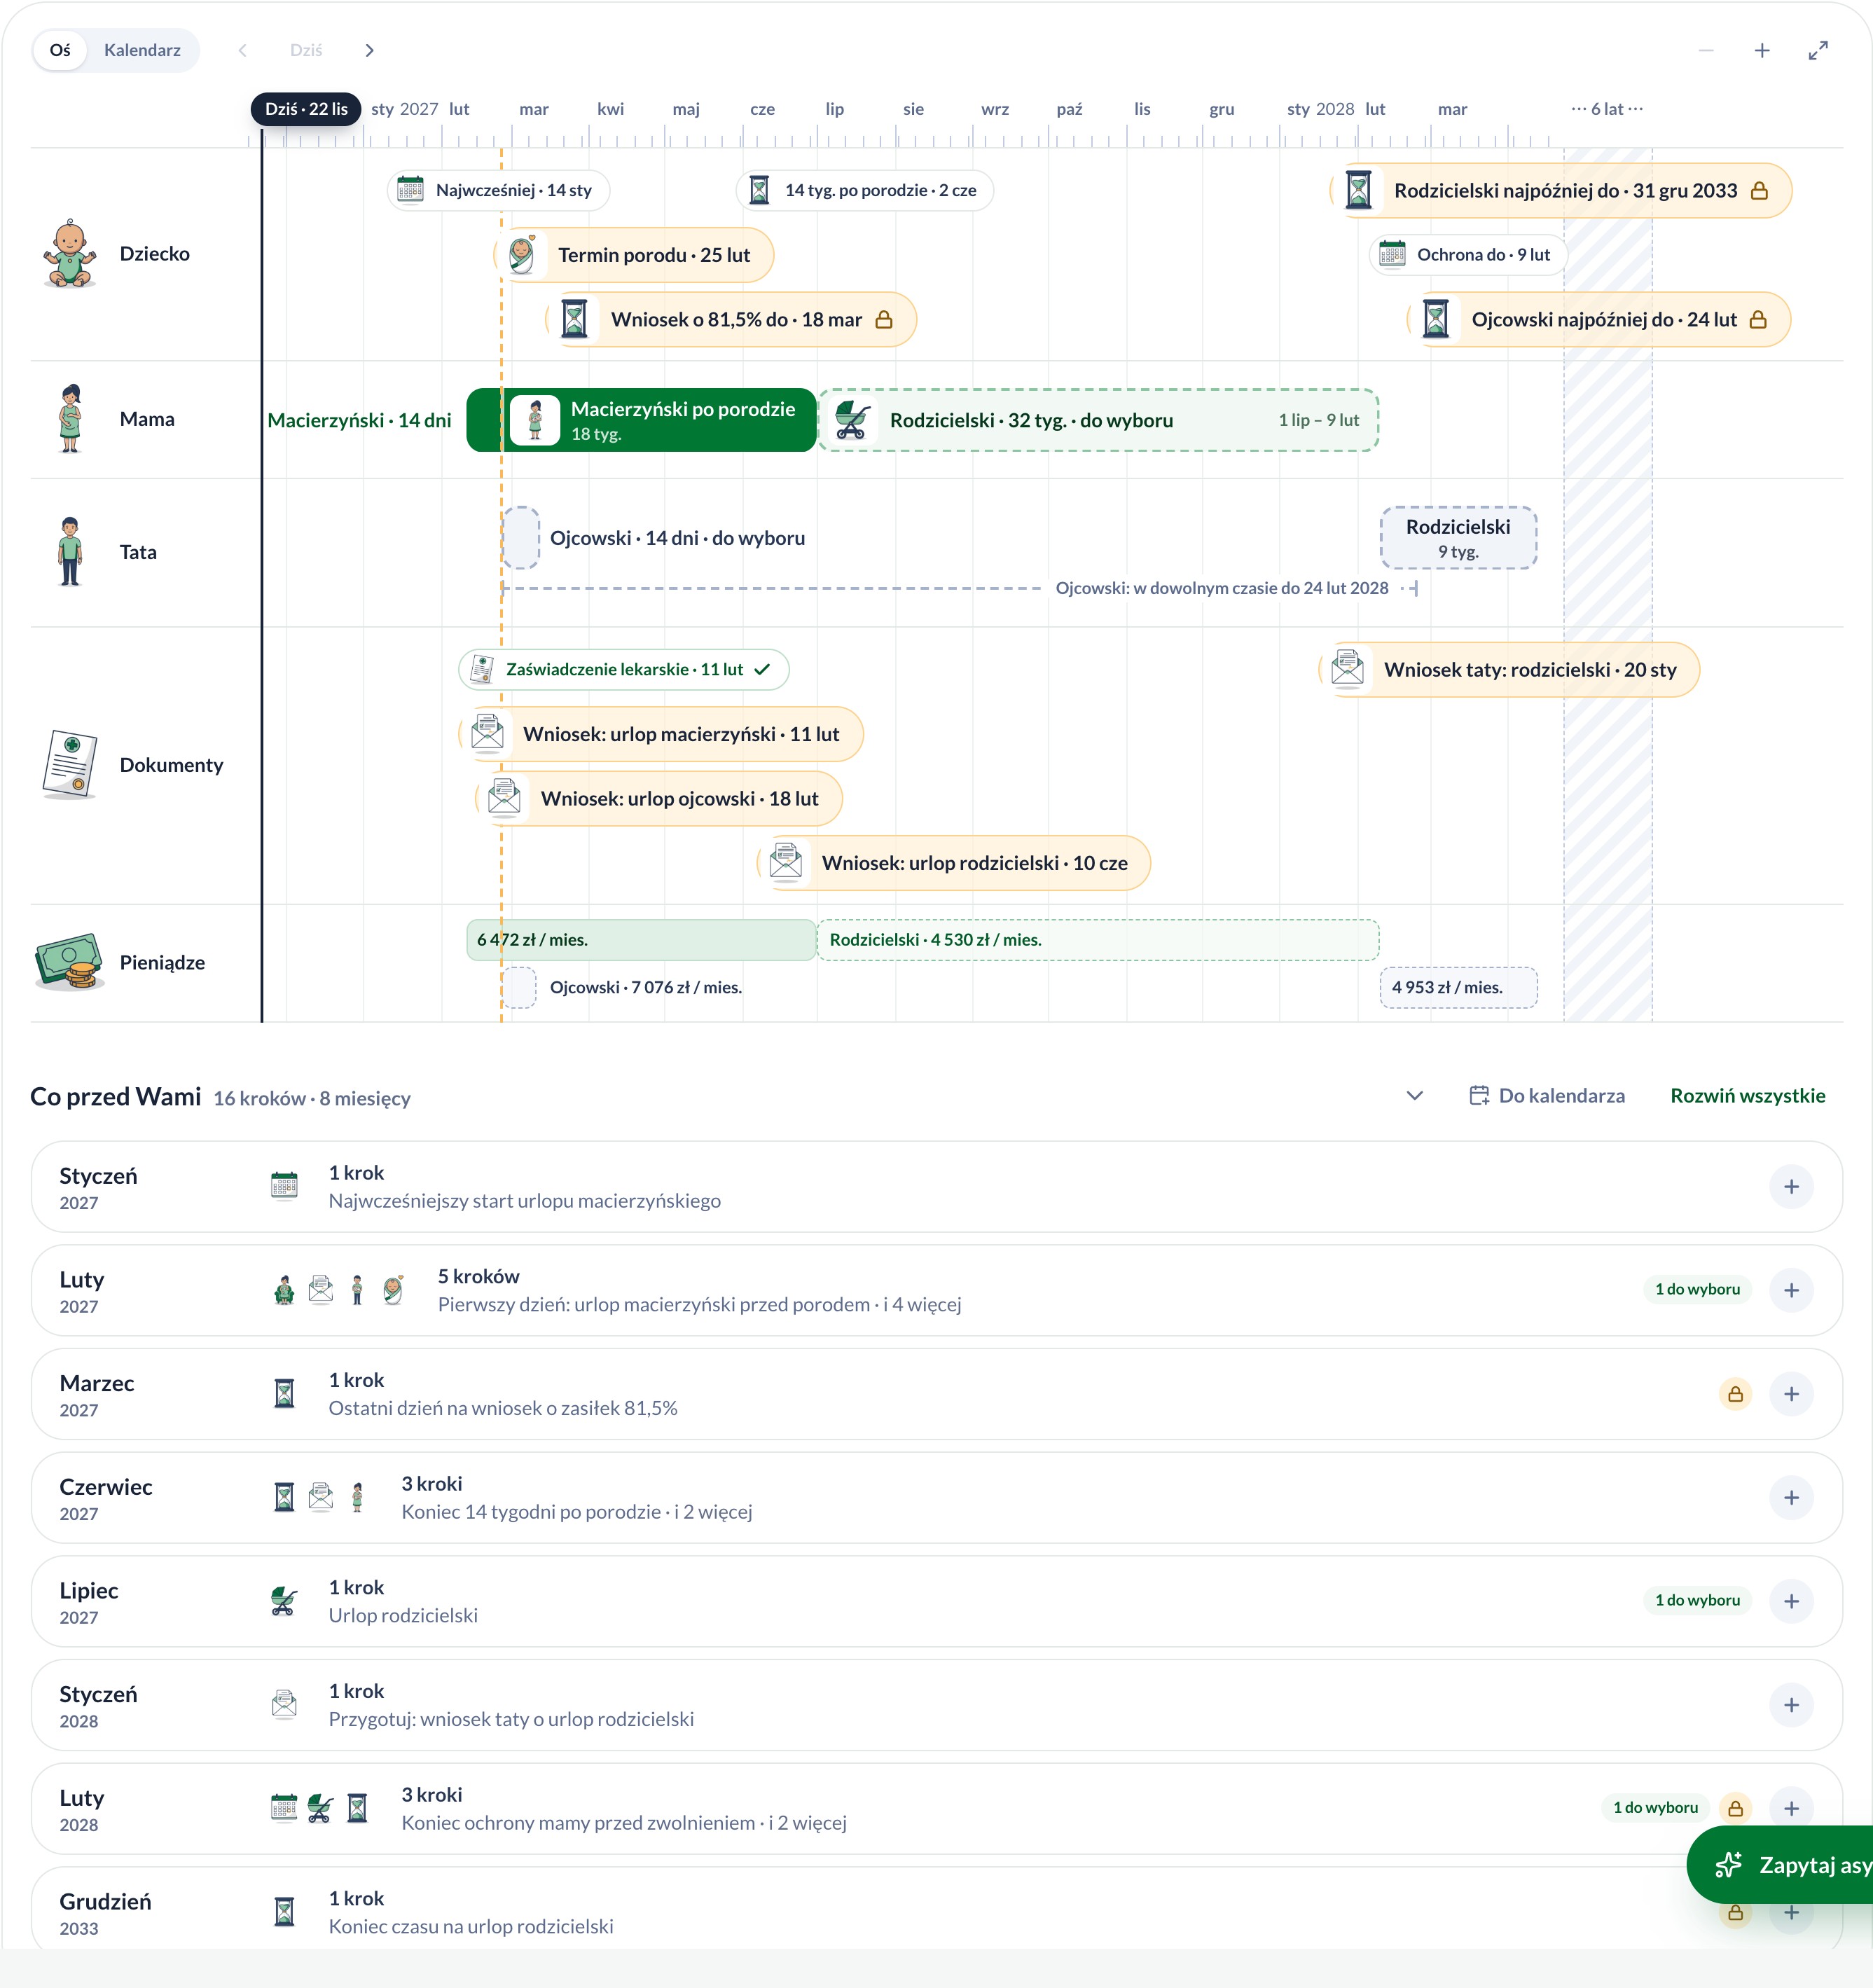 Oś Kalendarz Dziś
Dziś · 22 lis sty 2027 lut mar kwi maj cze lip sie wrz paź lis gru sty 2028 lut mar ··· 6 lat ···
Najwcześniej · 14 sty
14 tyg. po porodzie · 2 cze
Rodzicielski najpóźniej do · 31 gru 2033
Dziecko
Termin porodu · 25 lut
Ochrona do · 9 lut
Wniosek o 81,5% do · 18 mar
Ojcowski najpóźniej do · 24 lut
Mama
Macierzyński · 14 dni
Macierzyński po porodzie
18 tyg.
Rodzicielski · 32 tyg. · do wyboru
1 lip – 9 lut
Tata
Ojcowski · 14 dni · do wyboru
Rodzicielski
9 tyg.
Ojcowski: w dowolnym czasie do 24 lut 2028
Zaświadczenie lekarskie · 11 lut
Wniosek taty: rodzicielski · 20 sty
Wniosek: urlop macierzyński · 11 lut
Dokumenty
Wniosek: urlop ojcowski · 18 lut
Wniosek: urlop rodzicielski · 10 cze
Pieniądze
6 472 zł / mies.
Rodzicielski · 4 530 zł / mies.
Ojcowski · 7 076 zł / mies.
4 953 zł / mies.
Co przed Wami 16 kroków · 8 miesięcy
Do kalendarza
Rozwiń wszystkie
Styczeń
2027
1 krok
Najwcześniejszy start urlopu macierzyńskiego
Luty
2027
5 kroków
Pierwszy dzień: urlop macierzyński przed porodem · i 4 więcej
1 do wyboru
Marzec
2027
1 krok
Ostatni dzień na wniosek o zasiłek 81,5%
Czerwiec
2027
3 kroki
Koniec 14 tygodni po porodzie · i 2 więcej
Lipiec
2027
1 krok
Urlop rodzicielski
1 do wyboru
Styczeń
2028
1 krok
Przygotuj: wniosek taty o urlop rodzicielski
Luty
2028
3 kroki
Koniec ochrony mamy przed zwolnieniem · i 2 więcej
1 do wyboru
Zapytaj asy
Grudzień
2033
1 krok
Koniec czasu na urlop rodzicielski